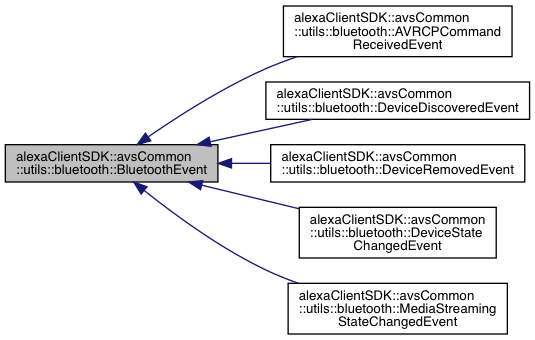 alexaClientSDK::avsCommon
::utils::bluetooth::AVRCPCommand
ReceivedEvent
alexaClientSDK::avsCommon
::utils::bluetooth::DeviceDiscoveredEvent
alexaClientSDK::avsCommon
::utils::bluetooth::BluetoothEvent
alexaClientSDK::avsCommon
::utils::bluetooth::DeviceRemovedEvent
alexaClientSDK::avsCommon
::utils::bluetooth::DeviceState
ChangedEvent
alexaClientSDK::avsCommon
::utils::bluetooth::MediaStreaming
StateChangedEvent